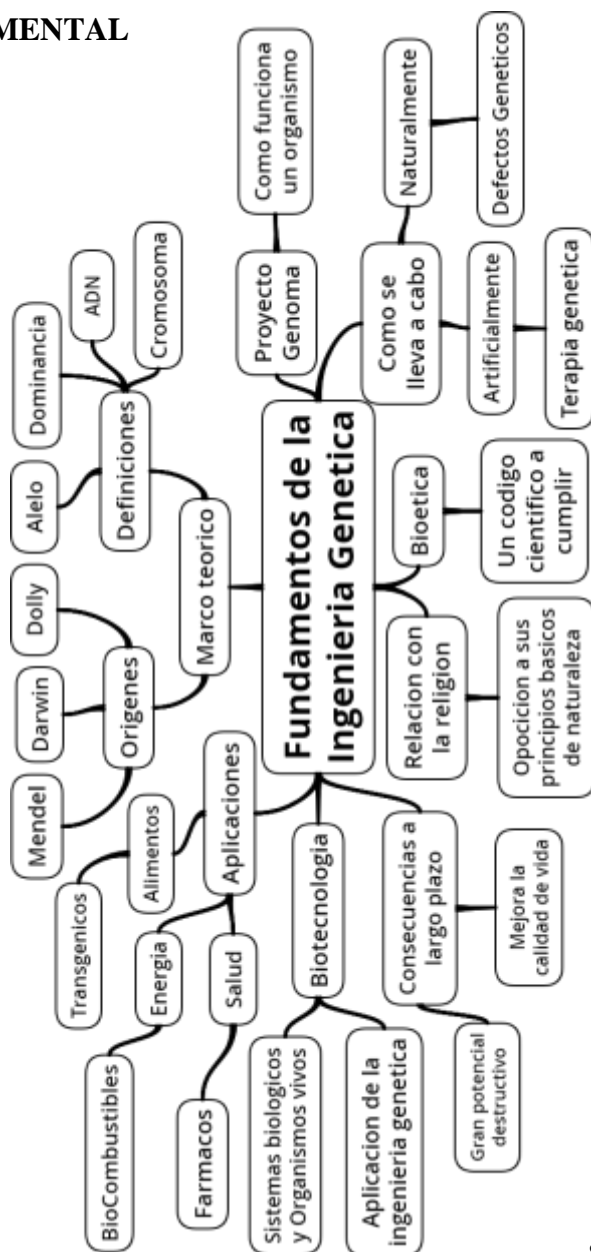 MENTAL
Fundamentos de la
Ingenieria Genetica
Marco teorico
Origenes
Mendel
Darwin
Dolly
Definiciones
Alelo
Dominancia
ADN
Cromosoma
Proyecto
Genoma
Como funciona
un organismo
Como se
lleva a cabo
Naturalmente
Defectos Geneticos
Artificialmente
Terapia genetica
Bioetica
Un codigo
cientifico a
cumplir
Relacion con
la religion
Opocicion a sus
principios basicos
de naturaleza
Consecuencias a
largo plazo
Mejora la
calidad de vida
Gran potencial
destructivo
Biotecnologia
Sistemas biologicos
y Organismos vivos
Aplicacion de la
ingenieria genetica
Aplicaciones
Alimentos
Transgenicos
Energia
BioCombustibles
Salud
Farmacos